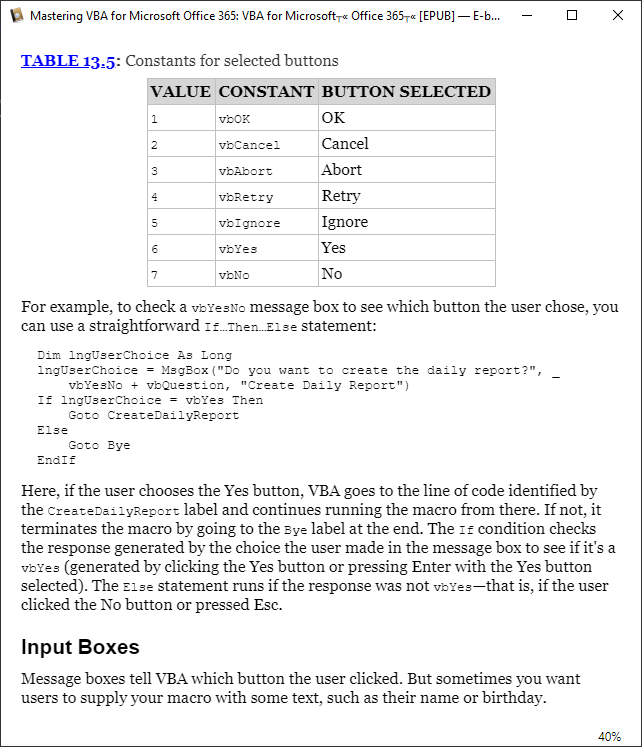 Mastering VBA for Microsoft Office 365: VBA for Microsoft┬« Office 365┬« [EPUB] — E-b...
TABLE 13.5: Constants for selected buttons
VALUE CONSTANT BUTTON SELECTED
1 vbOK OK
2 vbCancel Cancel
3 vbAbort Abort
4 vbRetry Retry
5 vbIgnore Ignore
6 vbYes Yes
7 vbNo No
For example, to check a vbYesNo message box to see which button the user chose, you
can use a straightforward If…Then…Else statement:
Dim lngUserChoice As Long
lngUserChoice = MsgBox("Do you want to create the daily report?", _
vbYesNo + vbQuestion, "Create Daily Report")
If lngUserChoice = vbYes Then
Goto CreateDailyReport
Else
Goto Bye
EndIf
Here, if the user chooses the Yes button, VBA goes to the line of code identified by
the CreateDailyReport label and continues running the macro from there. If not, it
terminates the macro by going to the Bye label at the end. The If condition checks
the response generated by the choice the user made in the message box to see if it's a
vbYes (generated by clicking the Yes button or pressing Enter with the Yes button
selected). The Else statement runs if the response was not vbYes—that is, if the user
clicked the No button or pressed Esc.
Input Boxes
Message boxes tell VBA which button the user clicked. But sometimes you want
users to supply your macro with some text, such as their name or birthday.
40%